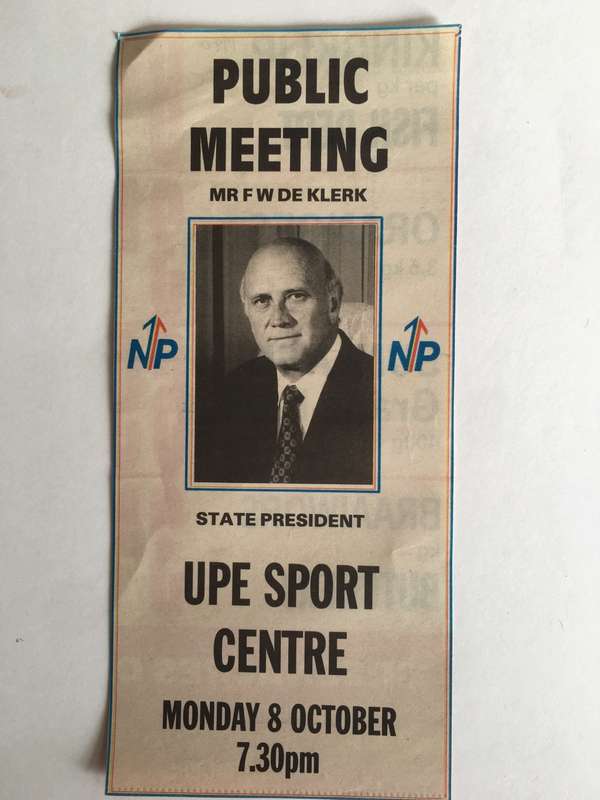 PUBLIC
MEETING
MR F W DE KLERK
NP
NP
STATE PRESIDENT
UPE SPORT
CENTRE
MONDAY 8 OCTOBER
7.30pm